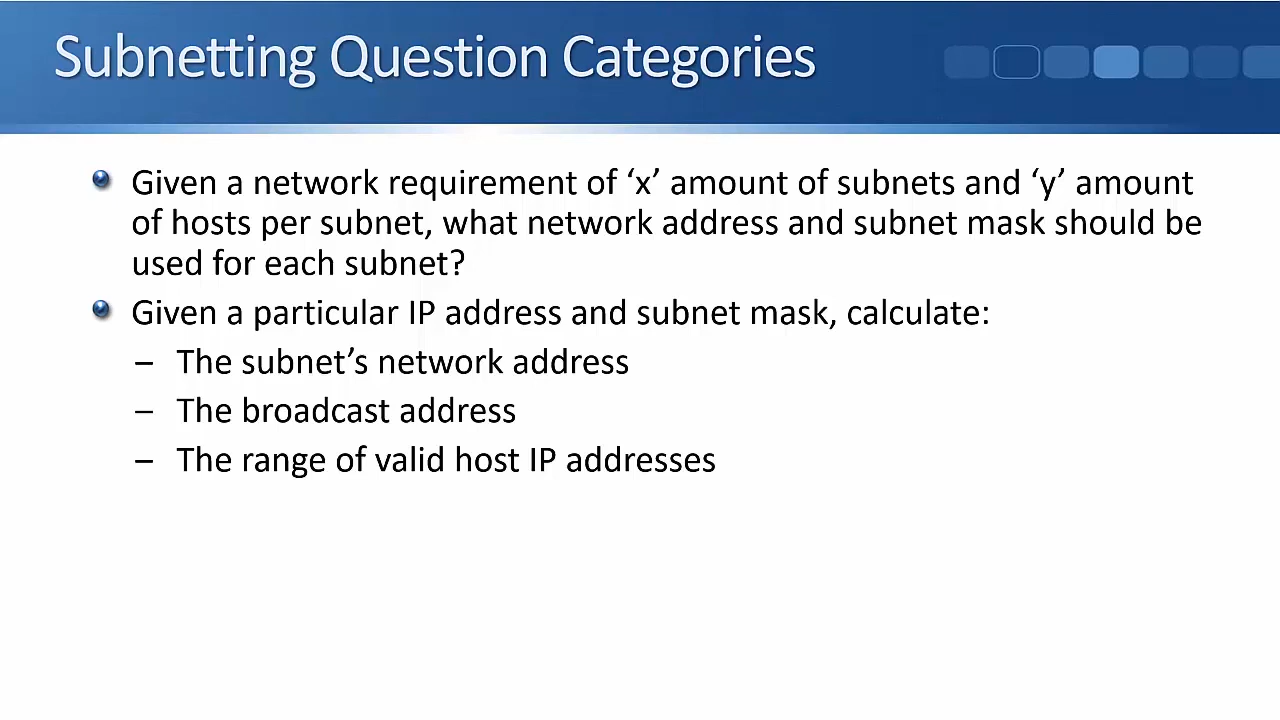 Subnetting Question Categories
Given a network requirement of ‘x’ amount of subnets and ‘y’ amount
of hosts per subnet, what network address and subnet mask should be
used for each subnet?
Given a particular IP address and subnet mask, calculate:
– The subnet’s network address
– The broadcast address
– The range of valid host IP addresses